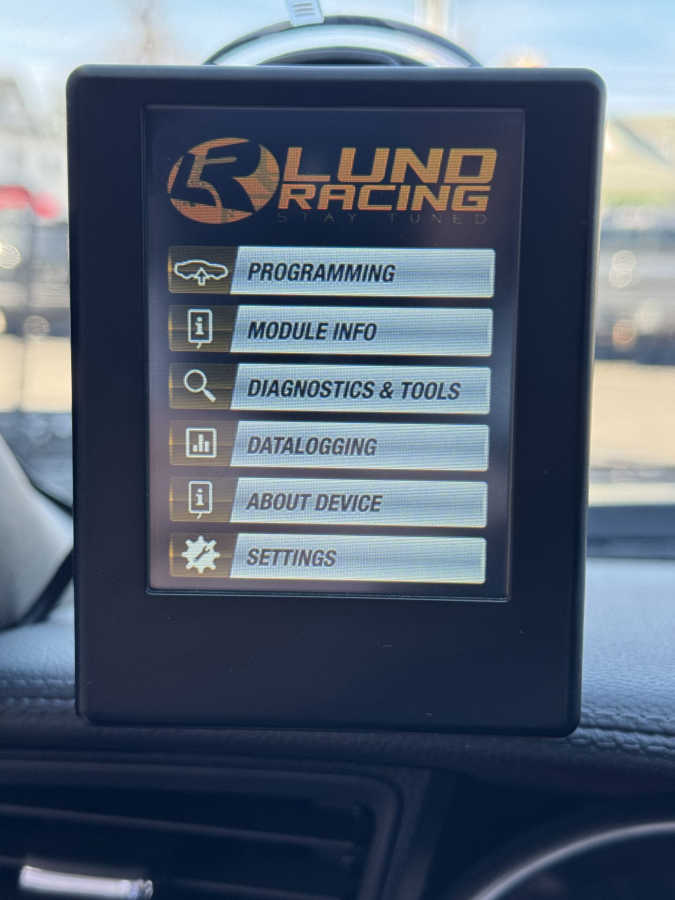 LUND
RACING
STAY TUNED
PROGRAMMING
MODULE INFO
DIAGNOSTICS & TOOLS
DATALOGGING
ABOUT DEVICE
SETTINGS